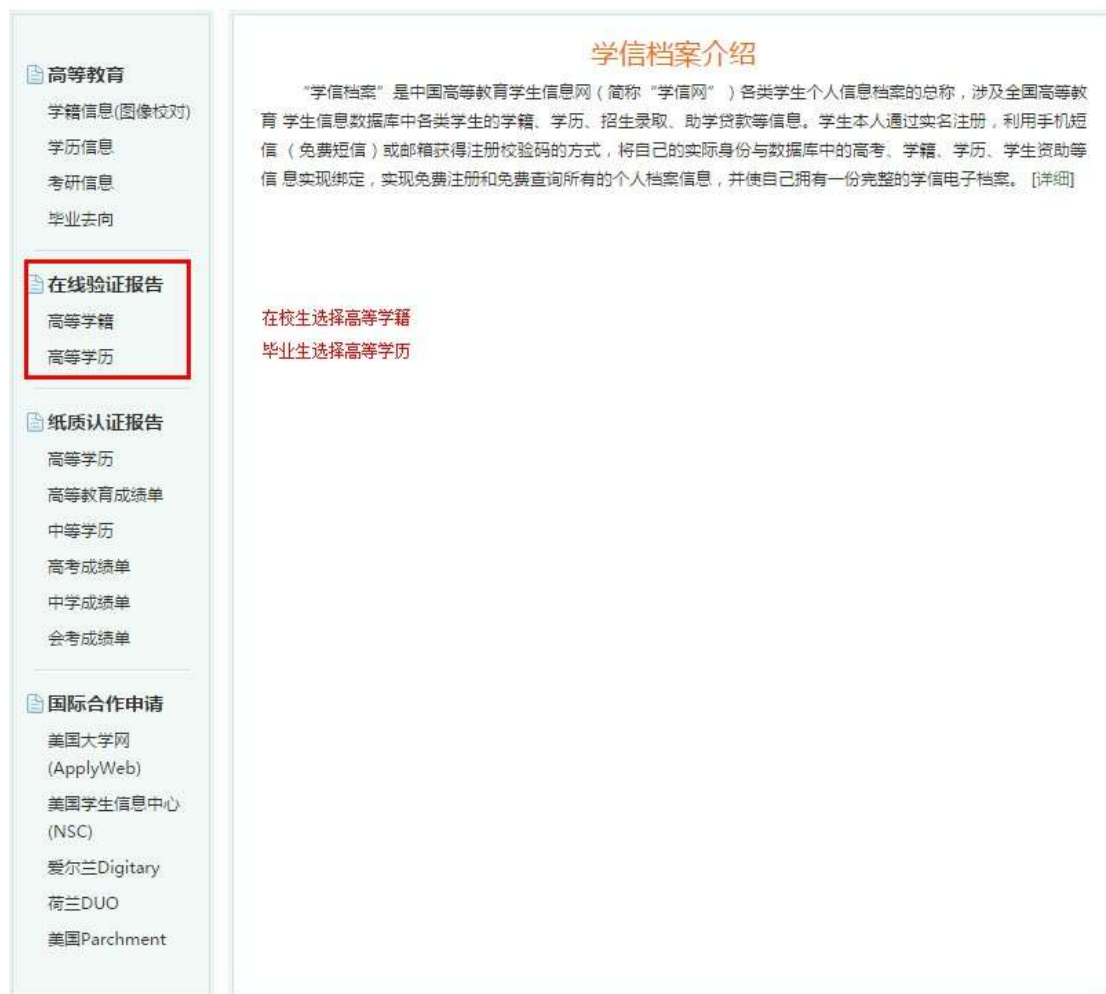 高等教育
学籍信息(图像校对)
学历信息
考研信息
毕业去向
在线验证报告
高等学籍
高等学历
纸质认证报告
高等学历
高等教育成绩单
中等学历
高考成绩单
中学成绩单
会考成绩单
国际合作申请
美国大学网
(ApplyWeb)
美国学生信息中心
(NSC)
爱尔兰Digitary
荷兰DUO
美国Parchment
学信档案介绍
“学信档案”是中国高等教育学生信息网(简称“学信网”)各类学生个人信息档案的总称,涉及全国高等教
育 学生信息数据库中各类学生的学籍、学历、招生录取、助学贷款等信息。学生本人通过实名注册,利用手机短
信 (免费短信)或邮箱获得注册校验码的方式,将自己的实际身份与数据库中的高考、学籍、学历、学生资助等
信 息实现绑定,实现免费注册和免费查询所有的个人档案信息,并使自己拥有一份完整的学信电子档案。 [详细]
在校生选择高等学籍
毕业生选择高等学历